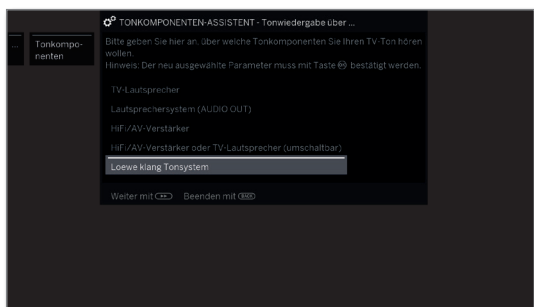 TONKOMPONENTEN-ASSISTENT - Tonwiedergabe über ...
... Tonkompo-
nenten
Bitte geben Sie hier an, über welche Tonkomponenten Sie Ihren TV-Ton hören
wollen.
Hinweis: Der neu ausgewählte Parameter muss mit Taste OK bestätigt werden.
TV-Lautsprecher
Lautsprechersystem (AUDIO OUT)
HiFi/AV-Verstärker
HiFi/AV-Verstärker oder TV-Lautsprecher (umschaltbar)
Loewe klang Tonsystem
Weiter mit Beenden mit BACK